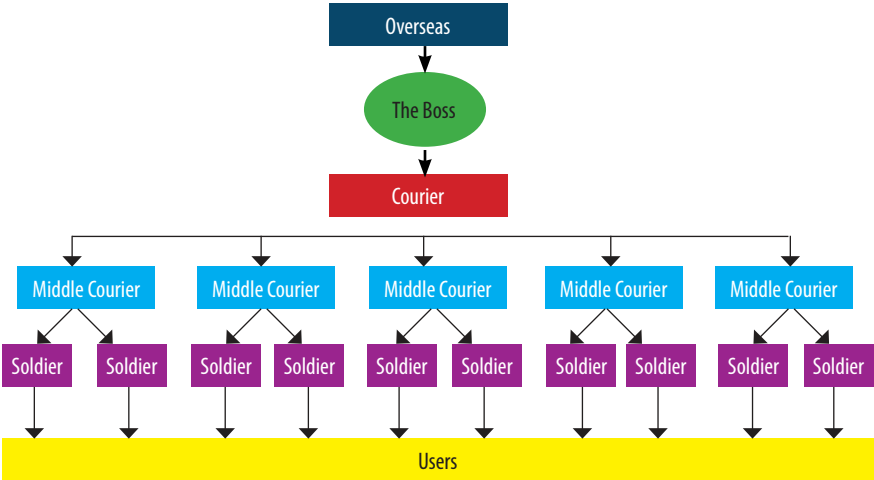 Overseas
The Boss
Courier
Middle Courier
Middle Courier
Middle Courier
Middle Courier
Middle Courier
Soldier
Soldier
Soldier
Soldier
Soldier
Soldier
Soldier
Soldier
Soldier
Soldier
Users